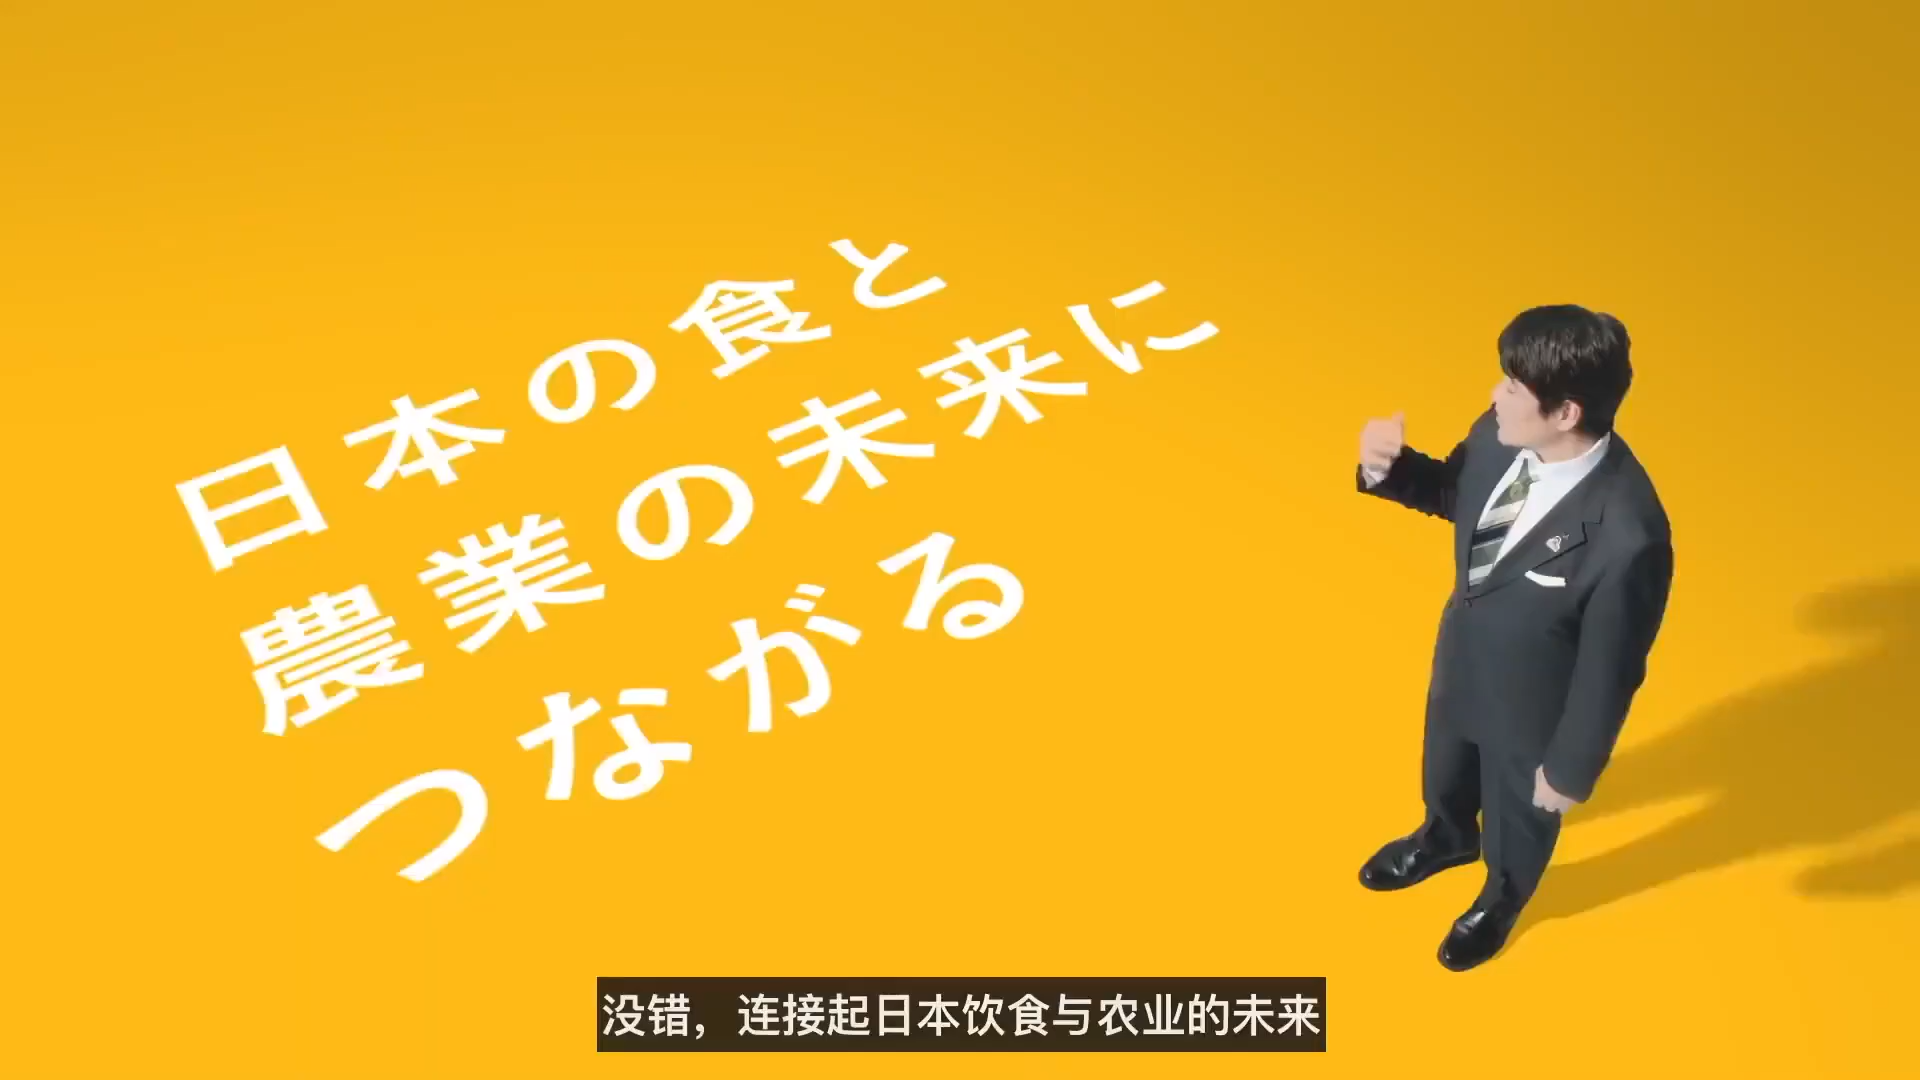 日本の食と
農業の未来に
つながる
没错，连接起日本饮食与农业的未来